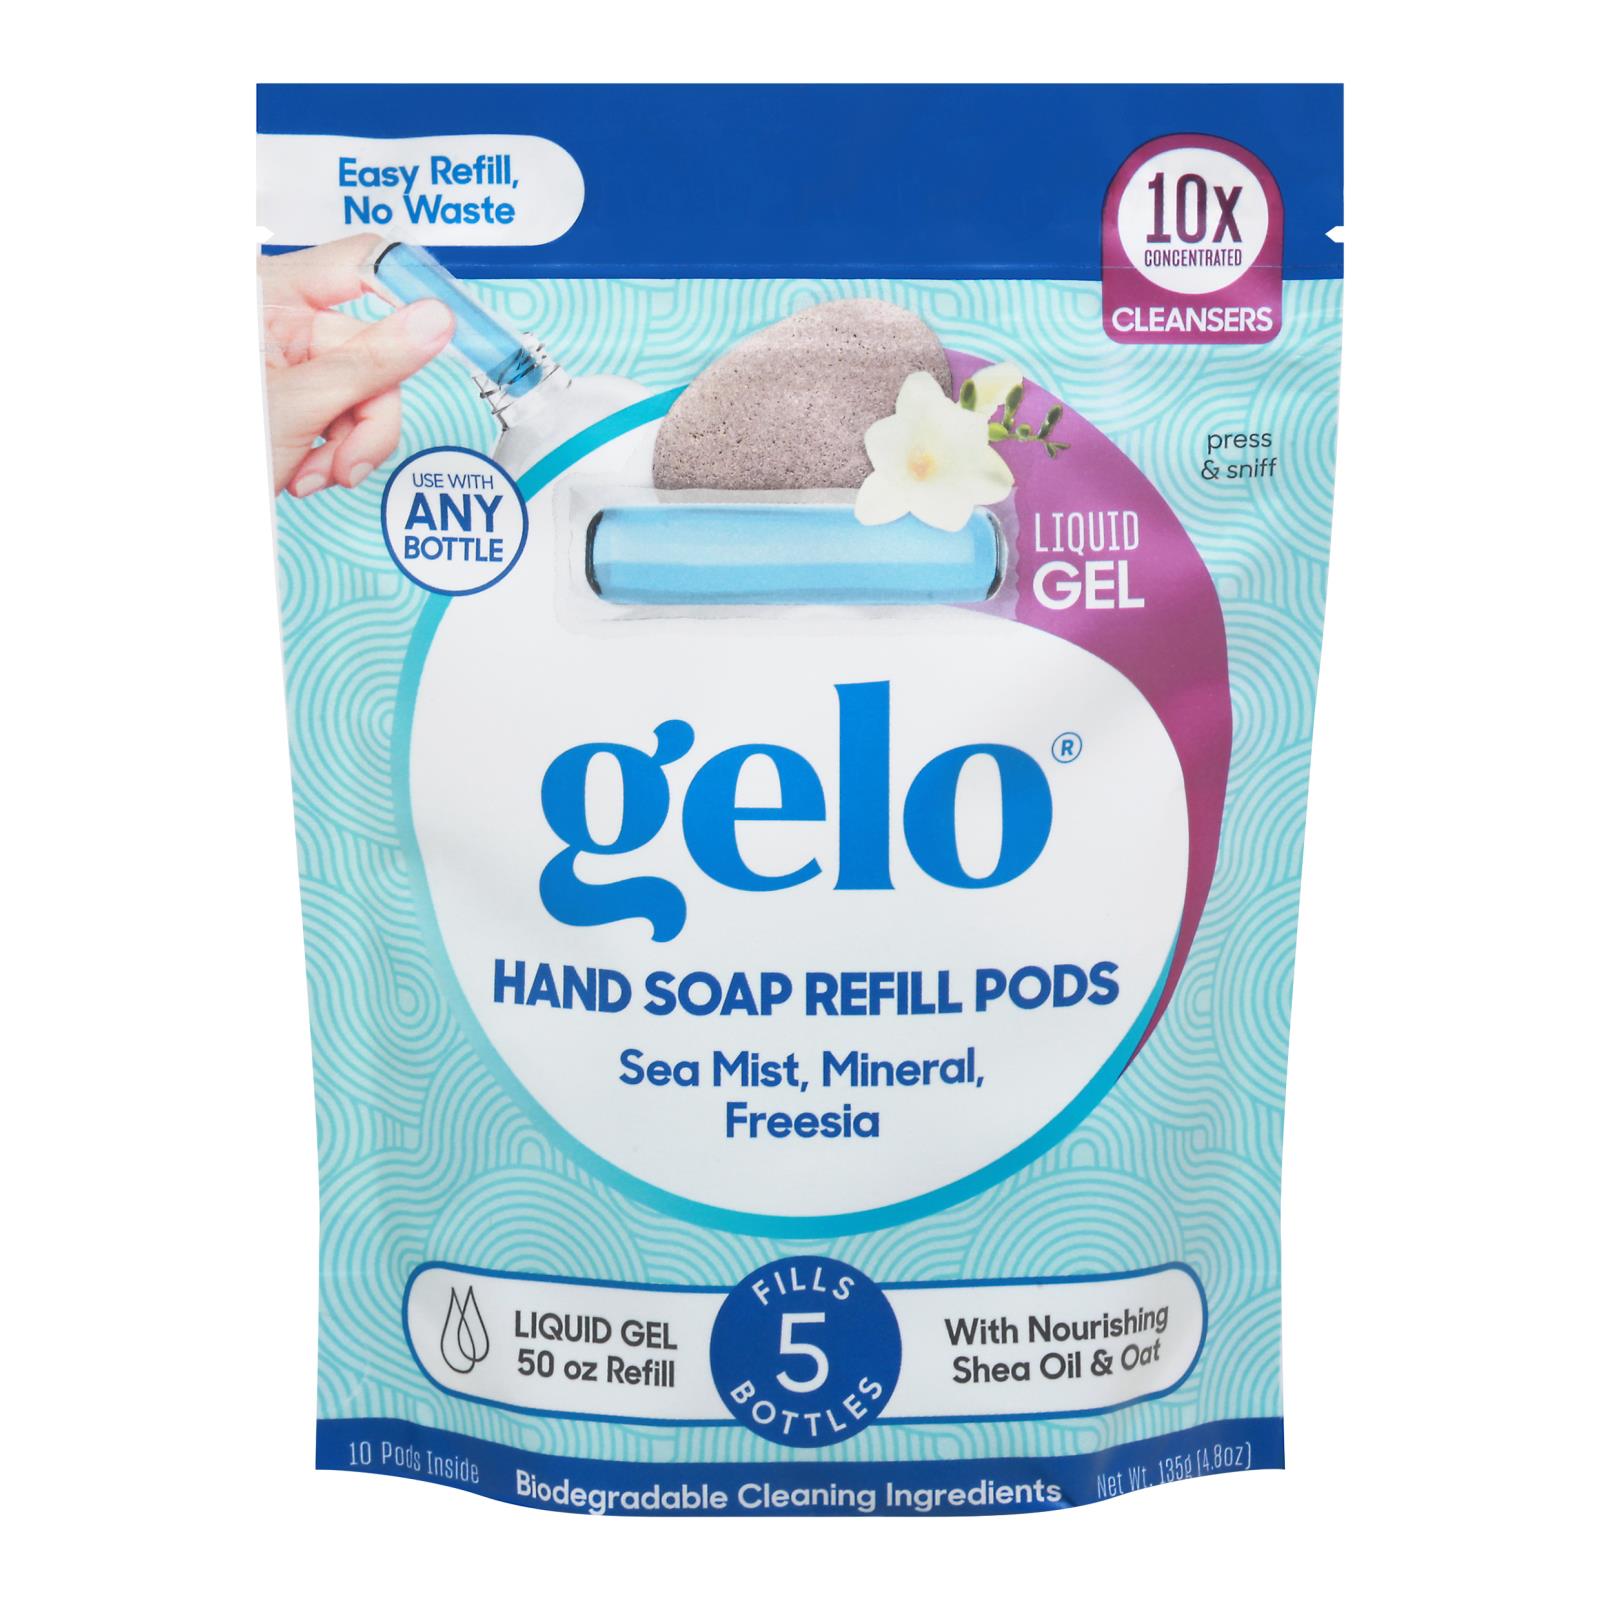 Easy Refill,
No Waste
10x
CONCENTRATED
CLEANSERS
press
& sniff
USE WITH
ANY
BOTTLE
LIQUID
GEL
gelo®
HAND SOAP REFILL PODS
Sea Mist, Mineral,
Freesia
LIQUID GEL
50 oz Refill
FILLS
5
BOTTLES
With Nourishing
Shea Oil & Oat
10 Pods Inside
Biodegradable Cleaning Ingredients
Net Wt. 135g (4.8oz)